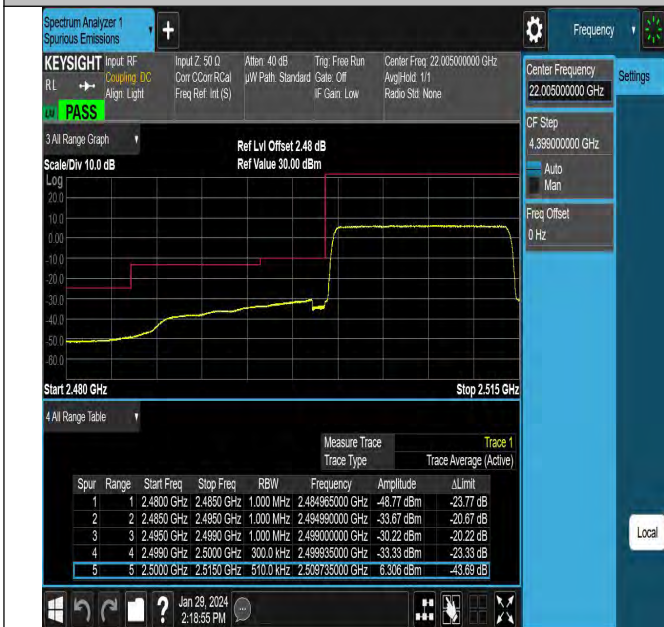 Spectrum Analyzer 1
Spurious Emissions
+
Frequency
KEYSIGHT Input: RF Input Z: 50 Ω Atten: 40 dB Trig: Free Run Center Freq: 22.005000000 GHz
Coupling: DC Corr CCorr RCal µW Path: Standard Gate: Off Avg|Hold: 1/1
RL Align: Light Freq Ref: Int (S) IF Gain: Low Radio Std: None
PASS
Center Frequency
22.005000000 GHz
Settings
CF Step
4.399000000 GHz
Auto
Man
Freq Offset
0 Hz
3 All Range Graph
Ref Lvl Offset 2.48 dB
Scale/Div 10.0 dB Ref Value 30.00 dBm
Log
20.0
10.0
0.00
-10.0
-20.0
-30.0
-40.0
-50.0
-60.0
Start 2.480 GHz Stop 2.515 GHz
4 All Range Table
Measure Trace Trace 1
Trace Type Trace Average (Active)
Spur Range Start Freq Stop Freq RBW Frequency Amplitude ΔLimit
1 1 2.4800 GHz 2.4850 GHz 1.000 MHz 2.484965000 GHz -48.77 dBm -23.77 dB
2 2 2.4850 GHz 2.4950 GHz 1.000 MHz 2.494990000 GHz -33.67 dBm -20.67 dB
3 3 2.4950 GHz 2.4990 GHz 1.000 MHz 2.499000000 GHz -30.22 dBm -20.22 dB
4 4 2.4990 GHz 2.5000 GHz 300.0 kHz 2.499935000 GHz -33.33 dBm -23.33 dB
5 5 2.5000 GHz 2.5150 GHz 510.0 kHz 2.509735000 GHz 6.306 dBm -43.69 dB
Local
?
Jan 29, 2024
2:18:55 PM